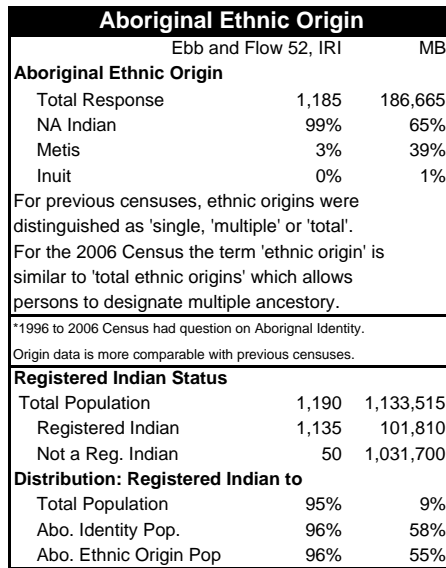 Aboriginal Ethnic Origin
Ebb and Flow 52, IRI MB
Aboriginal Ethnic Origin
Total Response 1,185 186,665
NA Indian 99% 65%
Metis 3% 39%
Inuit 0% 1%
For previous censuses, ethnic origins were
distinguished as 'single, 'multiple' or 'total'.
For the 2006 Census the term 'ethnic origin' is
similar to 'total ethnic origins' which allows
persons to designate multiple ancestory.
*1996 to 2006 Census had question on Aborignal Identity.
Origin data is more comparable with previous censuses.
Registered Indian Status
Total Population 1,190 1,133,515
Registered Indian 1,135 101,810
Not a Reg. Indian 50 1,031,700
Distribution: Registered Indian to
Total Population 95% 9%
Abo. Identity Pop. 96% 58%
Abo. Ethnic Origin Pop 96% 55%